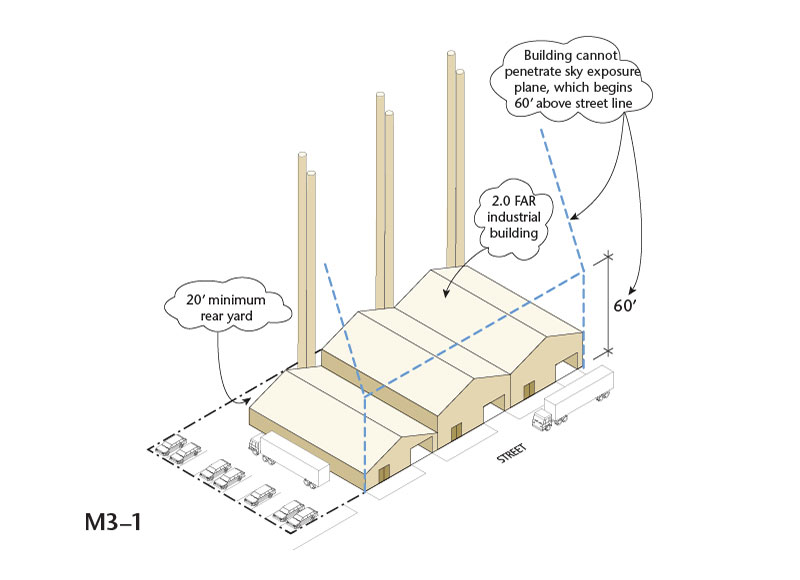 Building cannot
penetrate sky exposure
plane, which begins
60′ above street line
2.0 FAR
industrial
building
20′ minimum
rear yard
60′
STREET
M3–1